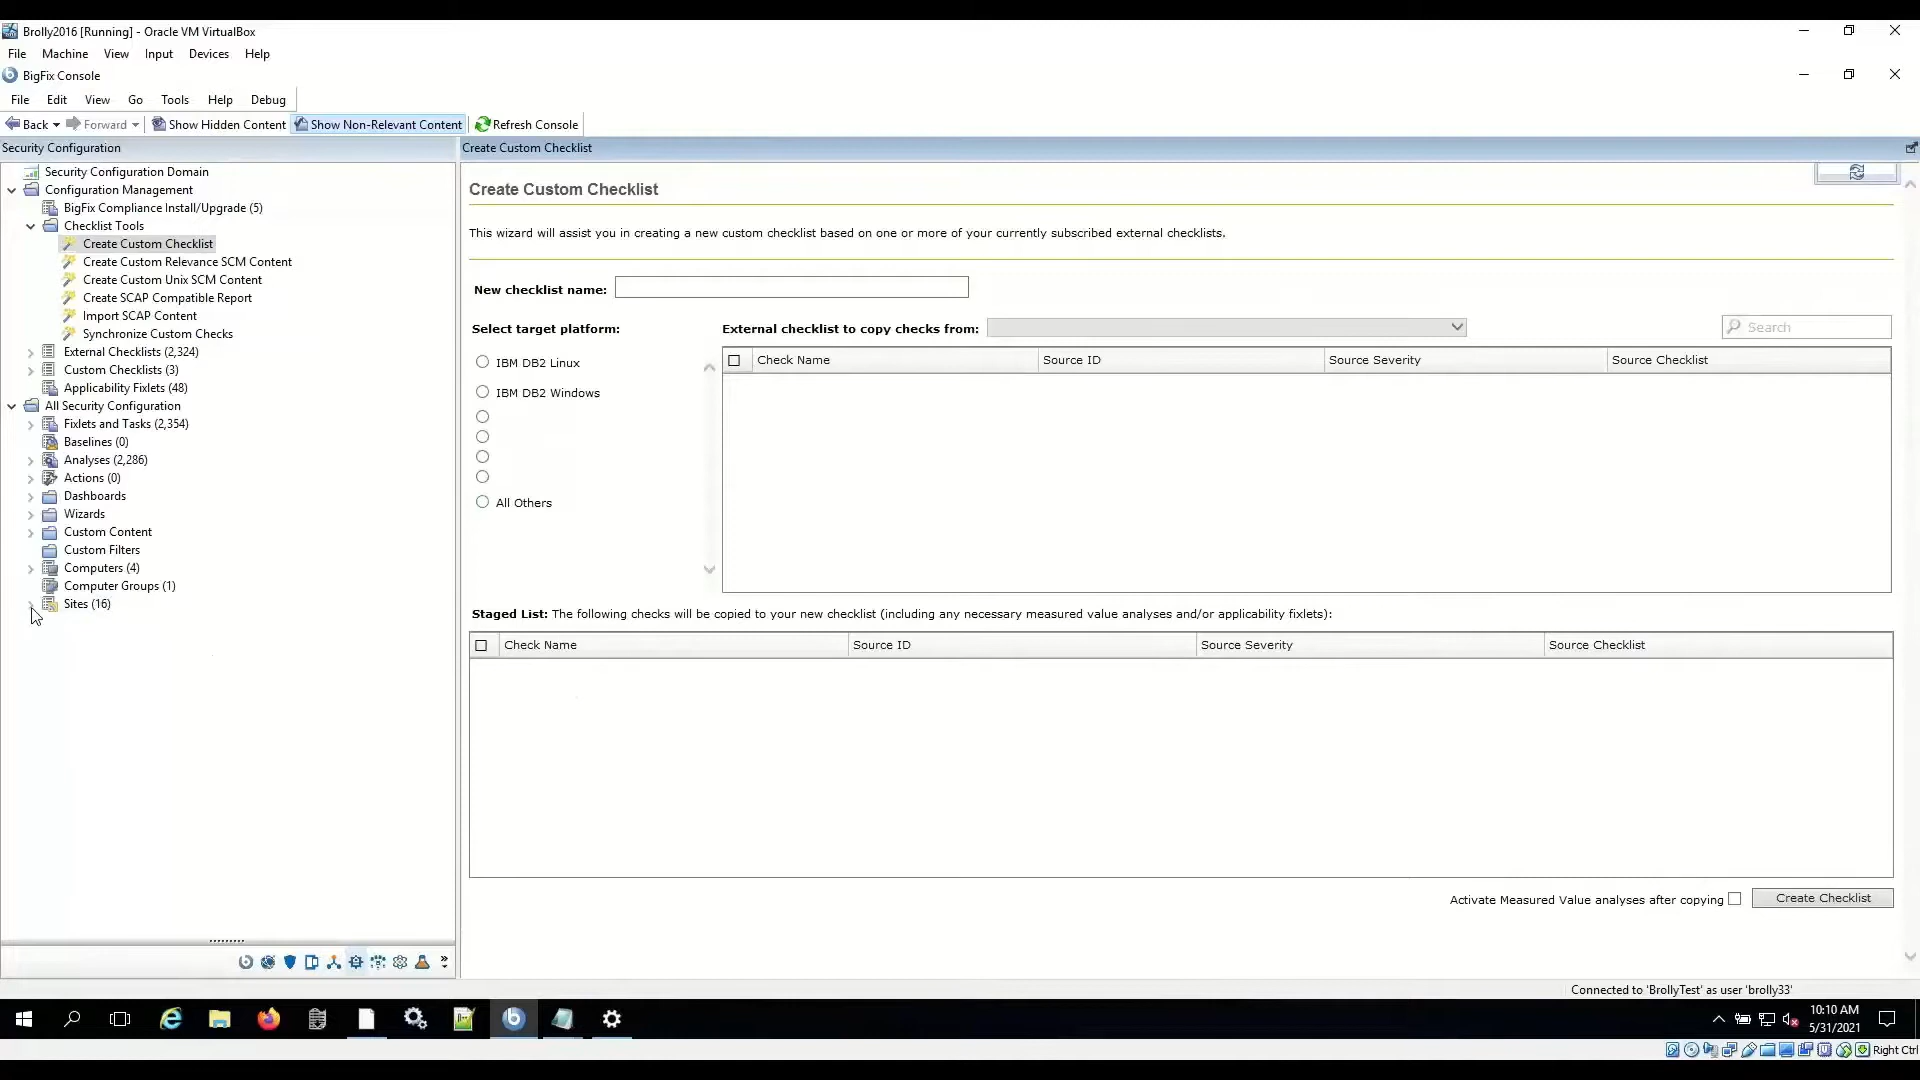 Brolly2016 [Running] - Oracle VM VirtualBox
File Machine View Input Devices Help
BigFix Console
File Edit View Go Tools Help Debug
Back Forward Show Hidden Content Show Non-Relevant Content Refresh Console
Security Configuration
Security Configuration Domain
Configuration Management
BigFix Compliance Install/Upgrade (5)
Checklist Tools
Create Custom Checklist
Create Custom Relevance SCM Content
Create Custom Unix SCM Content
Create SCAP Compatible Report
Import SCAP Content
Synchronize Custom Checks
External Checklists (2,324)
Custom Checklists (3)
Applicability Fixlets (48)
All Security Configuration
Fixlets and Tasks (2,354)
Baselines (0)
Analyses (2,286)
Actions (0)
Dashboards
Wizards
Custom Content
Custom Filters
Computers (4)
Computer Groups (1)
Sites (16)
Create Custom Checklist
Create Custom Checklist
This wizard will assist you in creating a new custom checklist based on one or more of your currently subscribed external checklists.
New checklist name:
Select target platform:
IBM DB2 Linux
IBM DB2 Windows
All Others
External checklist to copy checks from:
Search
Check Name Source ID Source Severity Source Checklist
Staged List: The following checks will be copied to your new checklist (including any necessary measured value analyses and/or applicability fixlets):
Check Name Source ID Source Severity Source Checklist
Activate Measured Value analyses after copying
Create Checklist
Connected to 'BrollyTest' as user 'brolly33'
10:10 AM
5/31/2021
Right Ctrl